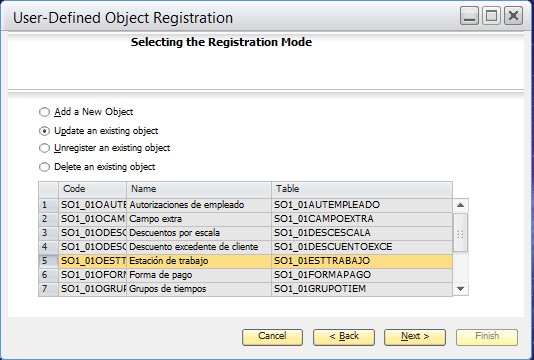 User-Defined Object Registration
Selecting the Registration Mode
Add a New Object
Update an existing object
Unregister an existing object
Delete an existing object
Code Name Table
1 SO1_01OAUTE Autorizaciones de empleado SO1_01AUTEMPLEADO
2 SO1_01OCAM Campo extra SO1_01CAMPOEXTRA
3 SO1_01ODESC Descuentos por escala SO1_01DESCESCALA
4 SO1_01ODESC Descuento excedente de cliente SO1_01DESCUENTOEXCE
5 SO1_01OESTT Estación de trabajo SO1_01ESTTRABAJO
6 SO1_01OFORM Forma de pago SO1_01FORMAPAGO
7 SO1_01OGRUP Grupos de tiempos SO1_01GRUPOTIEM
Cancel < Back Next > Finish